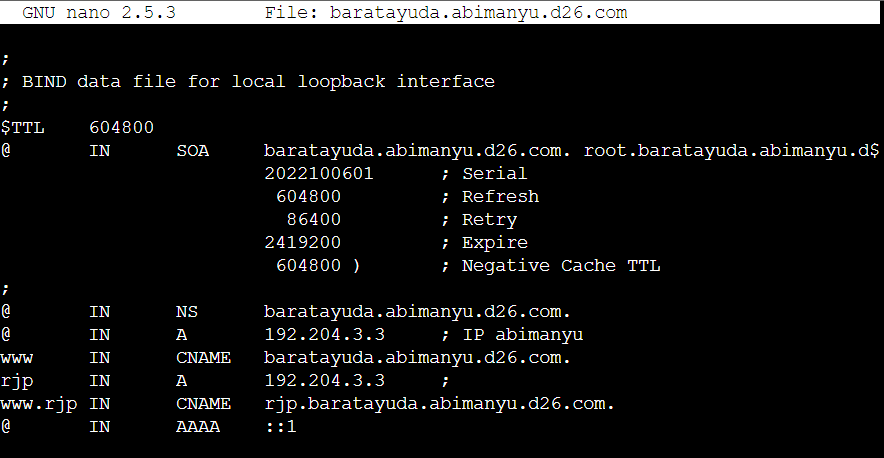 GNU nano 2.5.3        File: baratayuda.abimanyu.d26.com
;
; BIND data file for local loopback interface
;
$TTL    604800
@       IN      SOA     baratayuda.abimanyu.d26.com. root.baratayuda.abimanyu.d$
                        2022100601      ; Serial
                         604800         ; Refresh
                          86400         ; Retry
                        2419200         ; Expire
                         604800 )       ; Negative Cache TTL
;
@       IN      NS      baratayuda.abimanyu.d26.com.
@       IN      A       192.204.3.3     ; IP abimanyu
www     IN      CNAME   baratayuda.abimanyu.d26.com.
rjp     IN      A       192.204.3.3     ;
www.rjp IN      CNAME   rjp.baratayuda.abimanyu.d26.com.
@       IN      AAAA    ::1